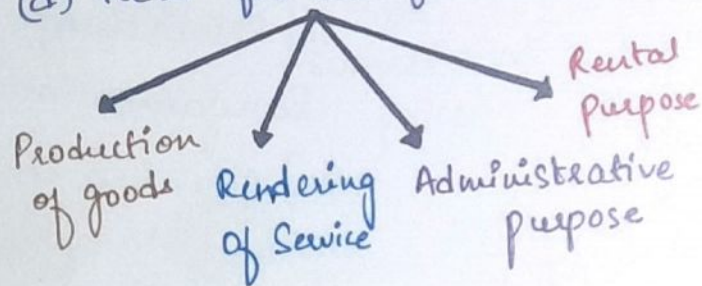 (a)
Rental
purpose
Production
of goods
Rendering
of Service
Administrative
purpose